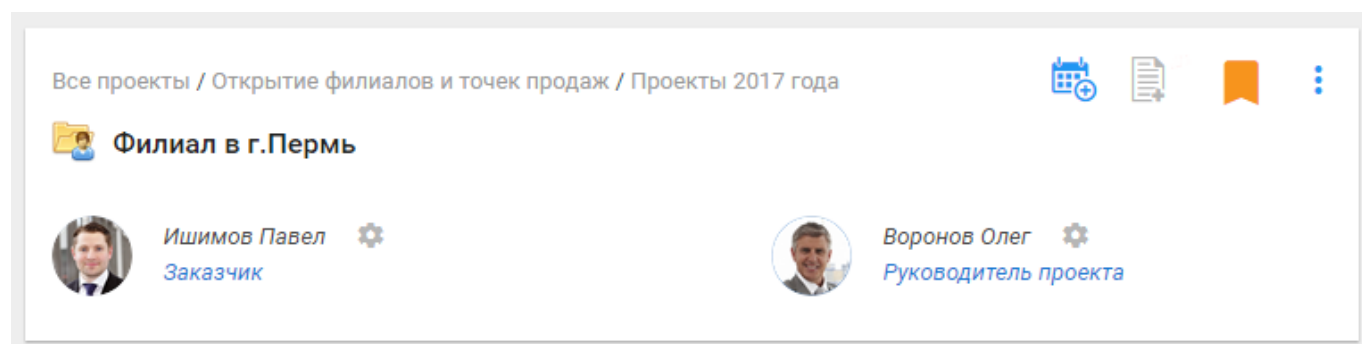 Все проекты / Открытие филиалов и точек продаж / Проекты 2017 года
Филиал в г.Пермь
Ишимов Павел
Заказчик
Воронов Олег
Руководитель проекта